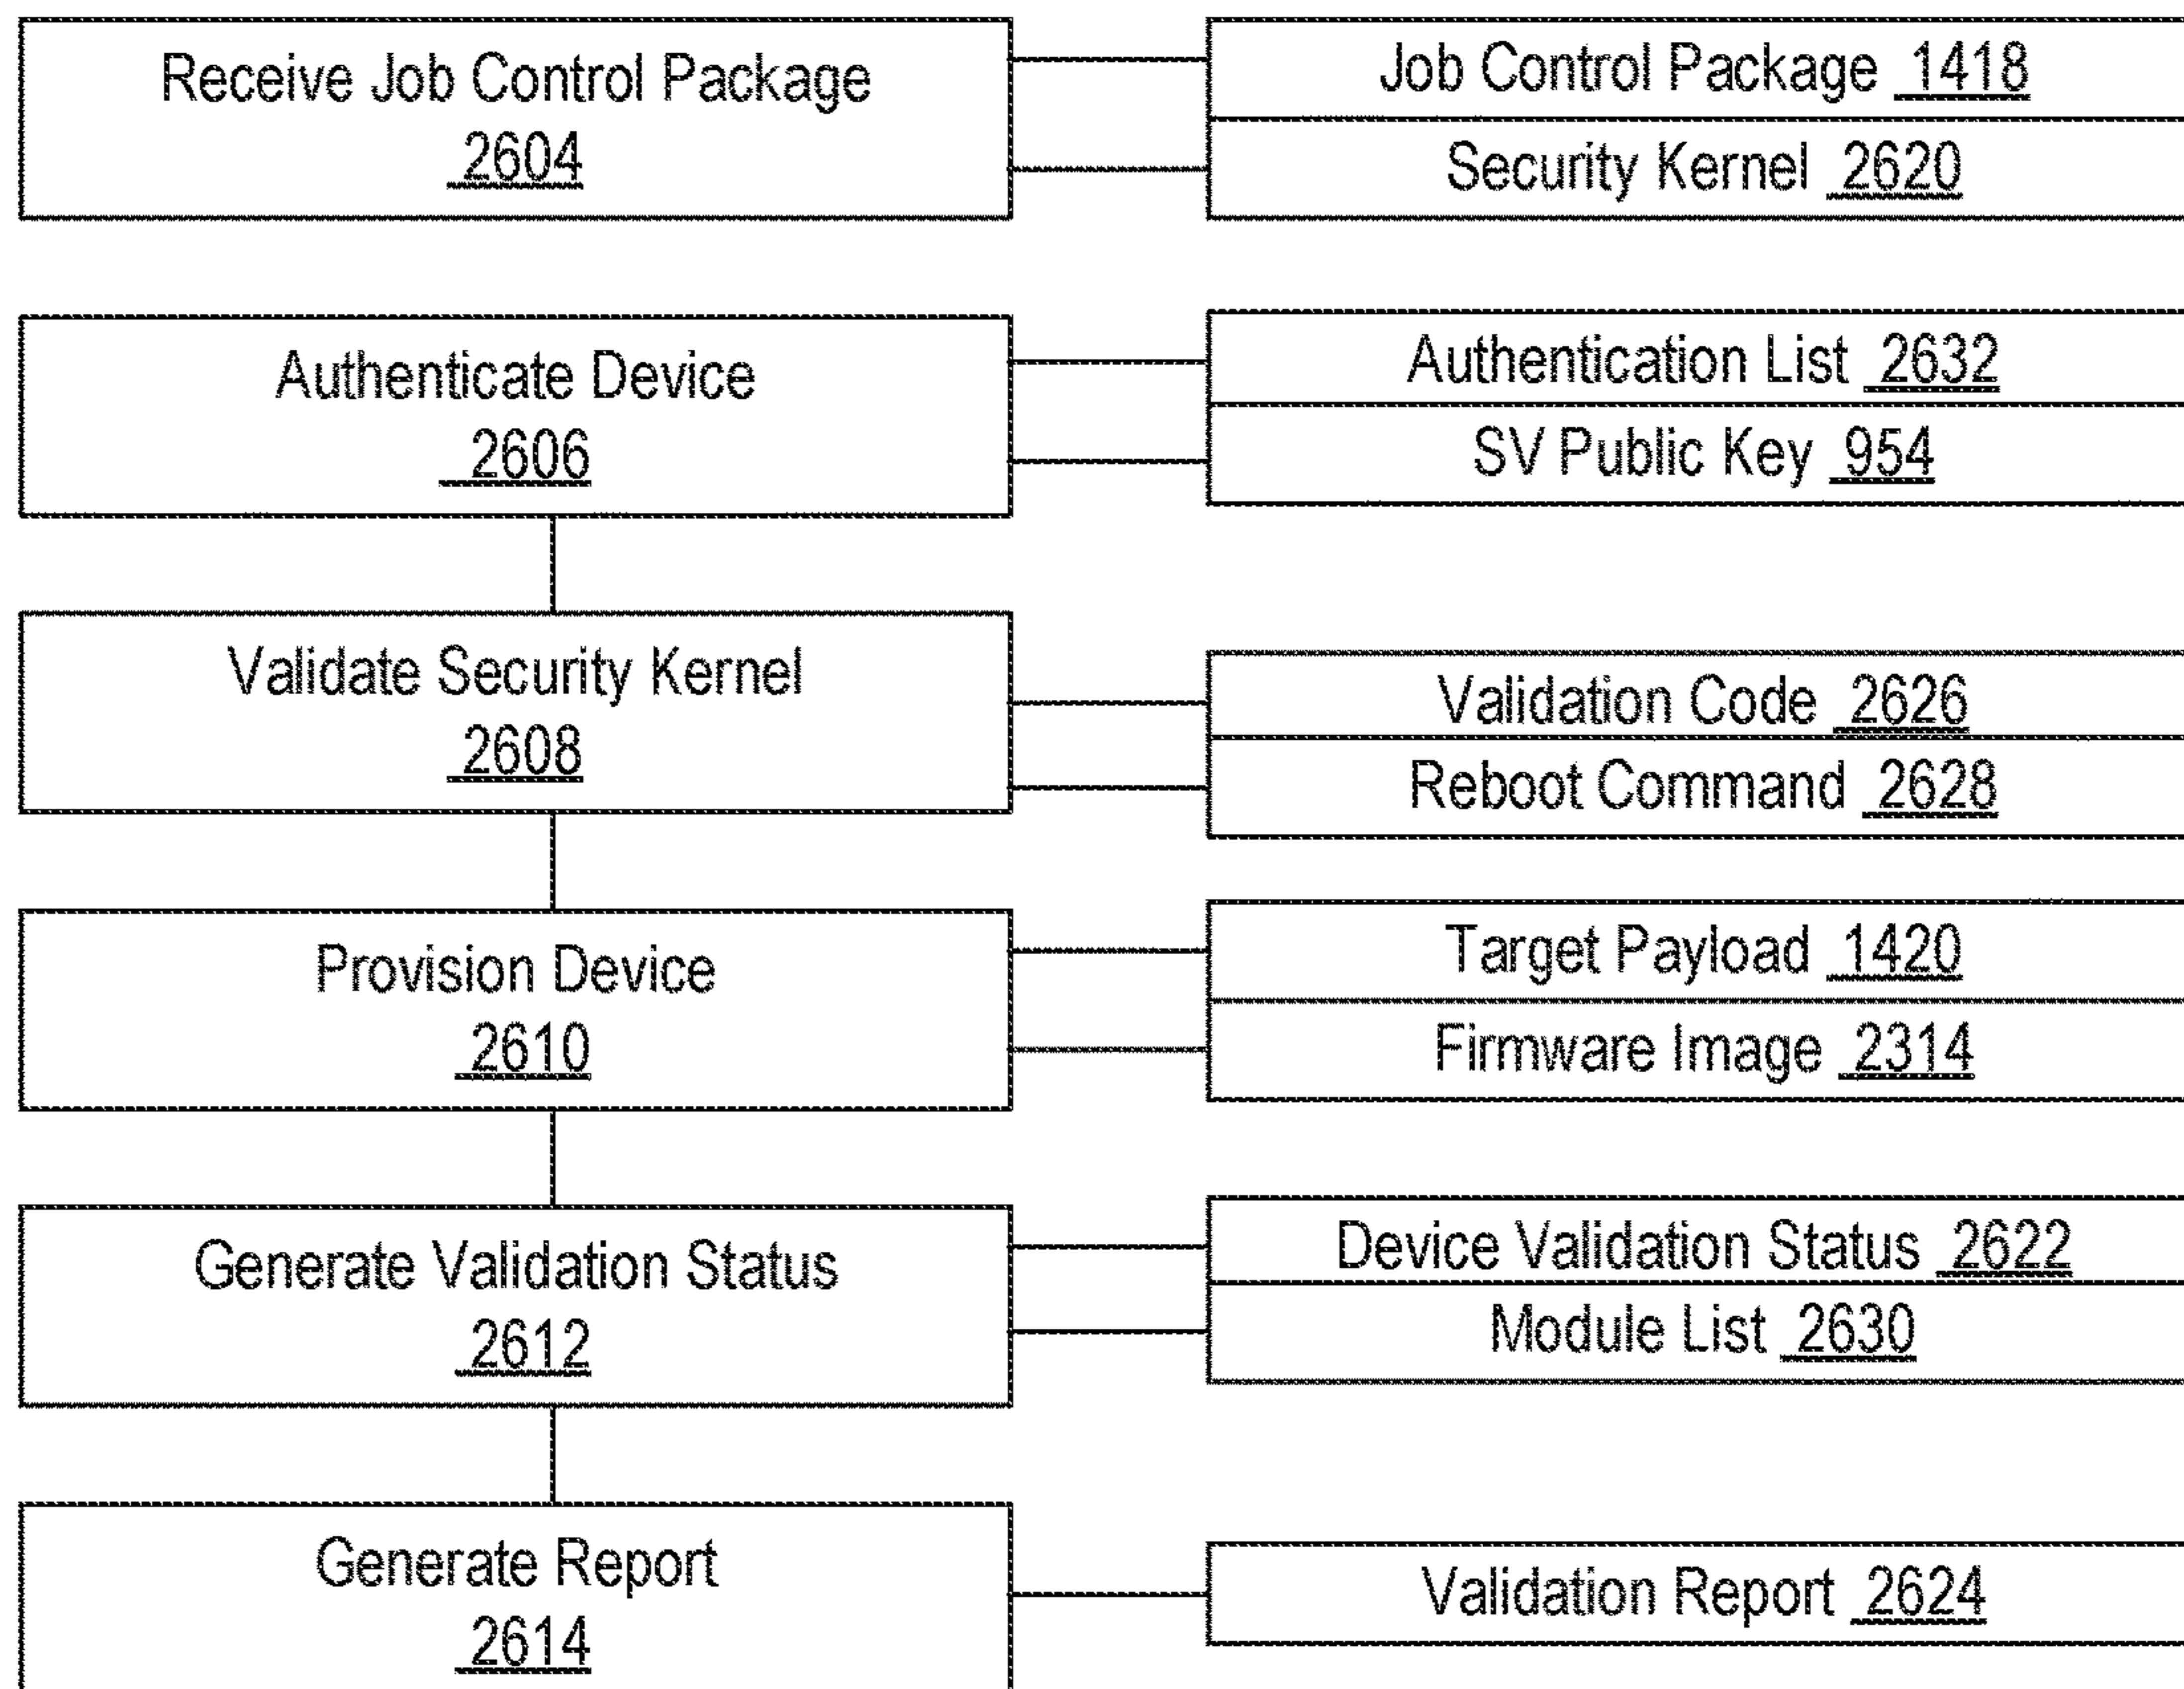 Receive Job Control Package
2604
Job Control Package 1418
Security Kernel 2620
Authenticate Device
2606
Authentication List 2632
SV Public Key 954
Validate Security Kernel
2608
Validation Code 2626
Reboot Command 2628
Provision Device
2610
Target Payload 1420
Firmware Image 2314
Generate Validation Status
2612
Device Validation Status 2622
Module List 2630
Generate Report
2614
Validation Report 2624